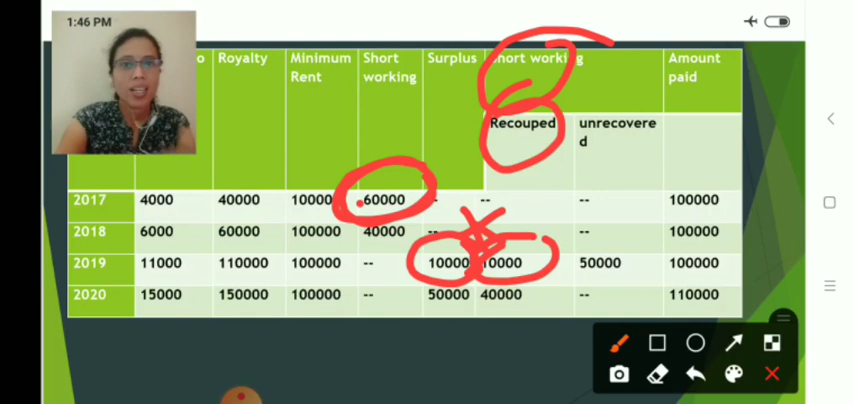 1:46 PM
o Royalty Minimum Rent Short working Surplus Short working Amount paid
Recouped unrecovere d
2017 4000 40000 100000 60000 -- -- -- 100000
2018 6000 60000 100000 40000 -- -- 100000
2019 11000 110000 100000 -- 10000 10000 50000 100000
2020 15000 150000 100000 -- 50000 40000 -- 110000